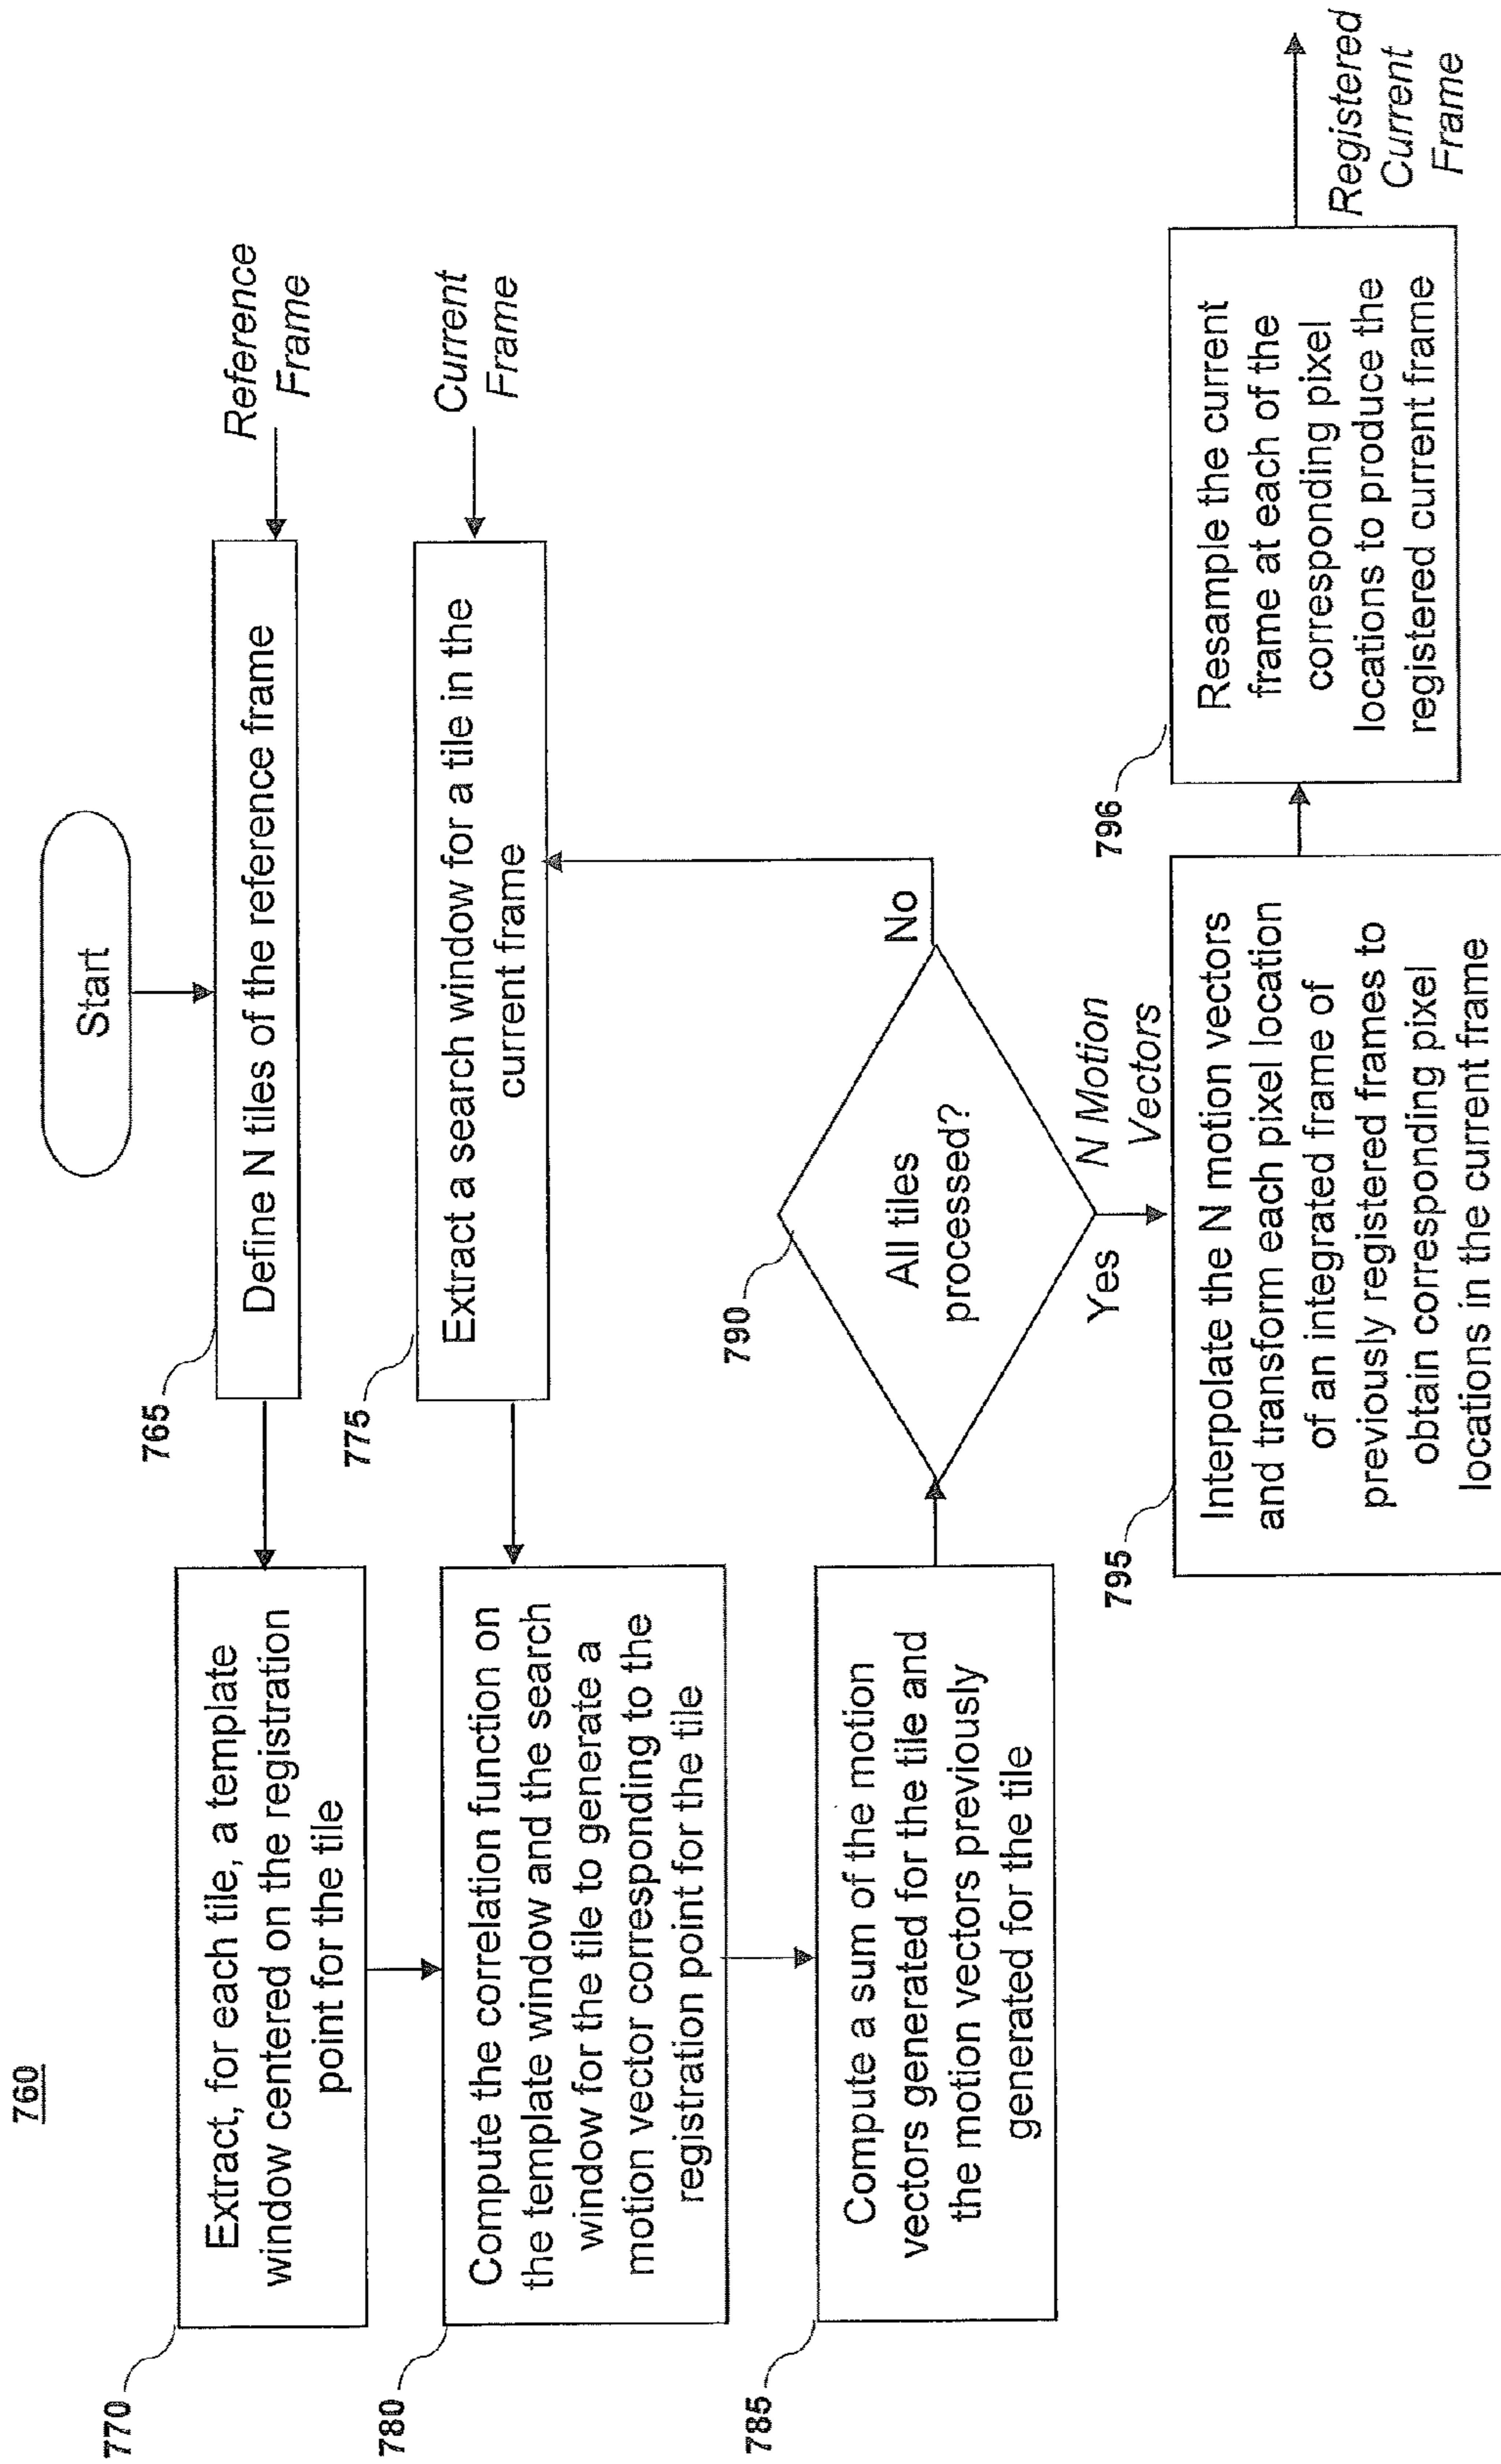 760
Start
Reference
Frame
765
Define N tiles of the reference frame
770
Extract, for each tile, a template
window centered on the registration
point for the tile
Current
Frame
775
Extract a search window for a tile in the
current frame
780
Compute the correlation function on
the template window and the search
window for the tile to generate a
motion vector corresponding to the
registration point for the tile
785
Compute a sum of the motion
vectors generated for the tile and
the motion vectors previously
generated for the tile
790
All tiles
processed?
No
Yes
N Motion
Vectors
795
Interpolate the N motion vectors
and transform each pixel location
of an integrated frame of
previously registered frames to
obtain corresponding pixel
locations in the current frame
796
Resample the current
frame at each of the
corresponding pixel
locations to produce the
registered current frame
Registered
Current
Frame